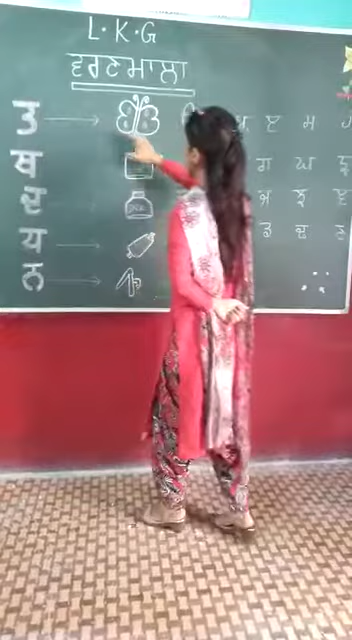 L·K·G
ਵਰਣਮਾਲਾ
ਤ
ੲ ਸ ਹ
ਥ
ਗ ਘ ਙ
ਦ
ਜ ਝ ਞ
ਧ
ਡ ਢ ਣ
ਨ